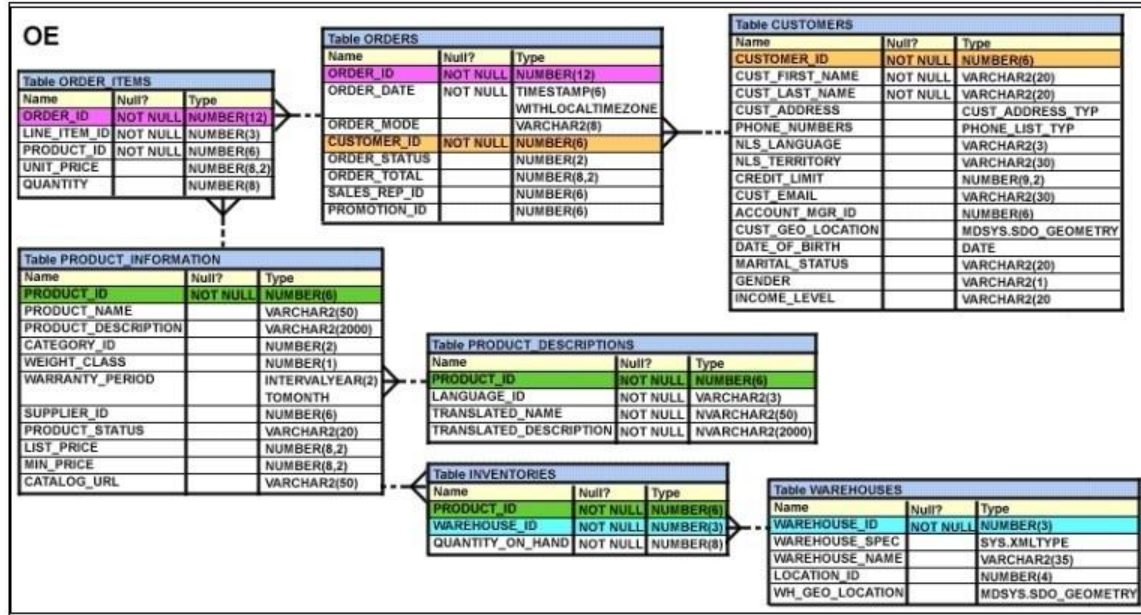 OE
Table ORDER_ITEMS
Name Null? Type
ORDER_ID NOT NULL NUMBER(12)
LINE_ITEM_ID NOT NULL NUMBER(3)
PRODUCT_ID NOT NULL NUMBER(6)
UNIT_PRICE NUMBER(8,2)
QUANTITY NUMBER(8)
Table ORDERS
Name Null? Type
ORDER_ID NOT NULL NUMBER(12)
ORDER_DATE NOT NULL TIMESTAMP(6)
WITHLOCALTIMEZONE
ORDER_MODE VARCHAR2(8)
CUSTOMER_ID NOT NULL NUMBER(6)
ORDER_STATUS NUMBER(2)
ORDER_TOTAL NUMBER(8,2)
SALES_REP_ID NUMBER(6)
PROMOTION_ID NUMBER(6)
Table CUSTOMERS
Name Null? Type
CUSTOMER_ID NOT NULL NUMBER(6)
CUST_FIRST_NAME NOT NULL VARCHAR2(20)
CUST_LAST_NAME NOT NULL VARCHAR2(20)
CUST_ADDRESS CUST_ADDRESS_TYP
PHONE_NUMBERS PHONE_LIST_TYP
NLS_LANGUAGE VARCHAR2(3)
NLS_TERRITORY VARCHAR2(30)
CREDIT_LIMIT NUMBER(9,2)
CUST_EMAIL VARCHAR2(30)
ACCOUNT_MGR_ID NUMBER(6)
CUST_GEO_LOCATION MDSYS.SDO_GEOMETRY
DATE_OF_BIRTH DATE
MARITAL_STATUS VARCHAR2(20)
GENDER VARCHAR2(1)
INCOME_LEVEL VARCHAR2(20
Table PRODUCT_INFORMATION
Name Null? Type
PRODUCT_ID NOT NULL NUMBER(6)
PRODUCT_NAME VARCHAR2(50)
PRODUCT_DESCRIPTION VARCHAR2(2000)
CATEGORY_ID NUMBER(2)
WEIGHT_CLASS NUMBER(1)
WARRANTY_PERIOD INTERVALYEAR(2)
TOMONTH
SUPPLIER_ID NUMBER(6)
PRODUCT_STATUS VARCHAR2(20)
LIST_PRICE NUMBER(8,2)
MIN_PRICE NUMBER(8,2)
CATALOG_URL VARCHAR2(50)
Table PRODUCT_DESCRIPTIONS
Name Null? Type
PRODUCT_ID NOT NULL NUMBER(6)
LANGUAGE_ID NOT NULL VARCHAR2(3)
TRANSLATED_NAME NOT NULL NVARCHAR2(50)
TRANSLATED_DESCRIPTION NOT NULL NVARCHAR2(2000)
Table INVENTORIES
Name Null? Type
PRODUCT_ID NOT NULL NUMBER(6)
WAREHOUSE_ID NOT NULL NUMBER(3)
QUANTITY_ON_HAND NOT NULL NUMBER(8)
Table WAREHOUSES
Name Null? Type
WAREHOUSE_ID NOT NULL NUMBER(3)
WAREHOUSE_SPEC SYS.XMLTYPE
WAREHOUSE_NAME VARCHAR2(35)
LOCATION_ID NUMBER(4)
WH_GEO_LOCATION MDSYS.SDO_GEOMETRY